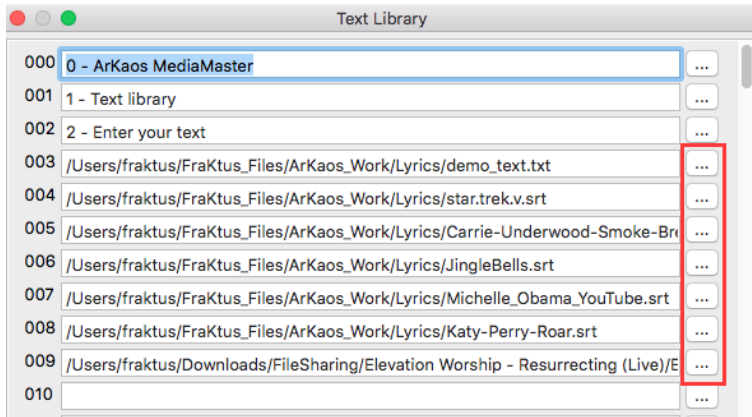 Text Library
000 0 - ArKaos MediaMaster ...
001 1 - Text library ...
002 2 - Enter your text ...
003 /Users/fraktus/FraKtus_Files/ArKaos_Work/Lyrics/demo_text.txt ...
004 /Users/fraktus/FraKtus_Files/ArKaos_Work/Lyrics/star.trek.v.srt ...
005 /Users/fraktus/FraKtus_Files/ArKaos_Work/Lyrics/Carrie-Underwood-Smoke-Bre ...
006 /Users/fraktus/FraKtus_Files/ArKaos_Work/Lyrics/JingleBells.srt ...
007 /Users/fraktus/FraKtus_Files/ArKaos_Work/Lyrics/Michelle_Obama_YouTube.srt ...
008 /Users/fraktus/FraKtus_Files/ArKaos_Work/Lyrics/Katy-Perry-Roar.srt ...
009 /Users/fraktus/Downloads/FileSharing/Elevation Worship - Resurrecting (Live)/E ...
010 ...